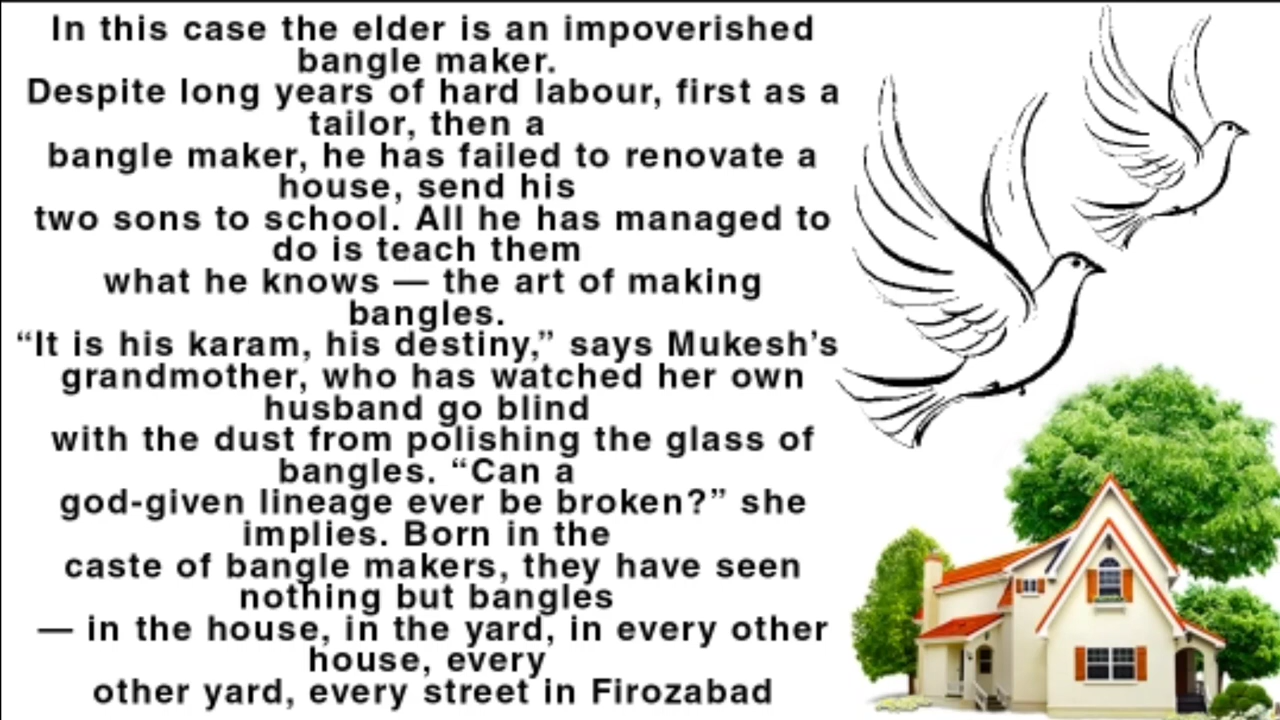 In this case the elder is an impoverished
bangle maker.
Despite long years of hard labour, first as a
tailor, then a
bangle maker, he has failed to renovate a
house, send his
two sons to school. All he has managed to
do is teach them
what he knows — the art of making
bangles.
“It is his karam, his destiny,” says Mukesh’s
grandmother, who has watched her own
husband go blind
with the dust from polishing the glass of
bangles. “Can a
god-given lineage ever be broken?” she
implies. Born in the
caste of bangle makers, they have seen
nothing but bangles
— in the house, in the yard, in every other
house, every
other yard, every street in Firozabad